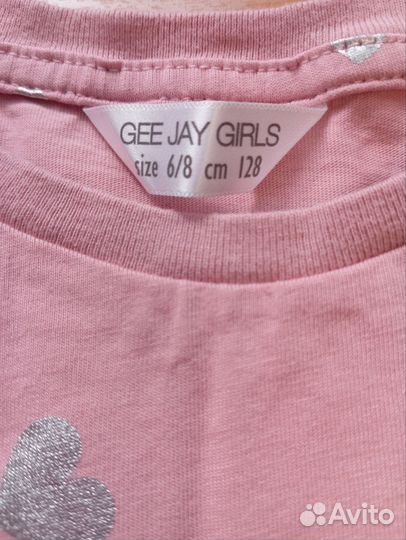 GEE JAY GIRLS
size 6/8 cm 128
Avito